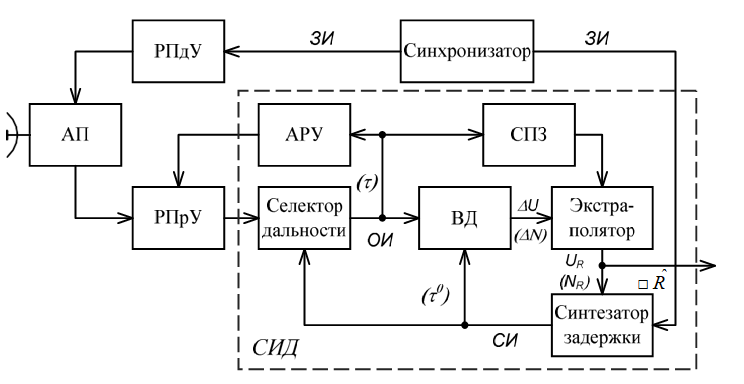 ЗИ
ЗИ
РПдУ
Синхронизатор
АП
АРУ
СПЗ
(τ)
РПрУ
Селектор
дальности
ВД
ΔU
(ΔN)
Экстра-
полятор
ОИ
U_R
(N_R)
□ R̂
(τ⁰)
Синтезатор
задержки
СИ
СИД